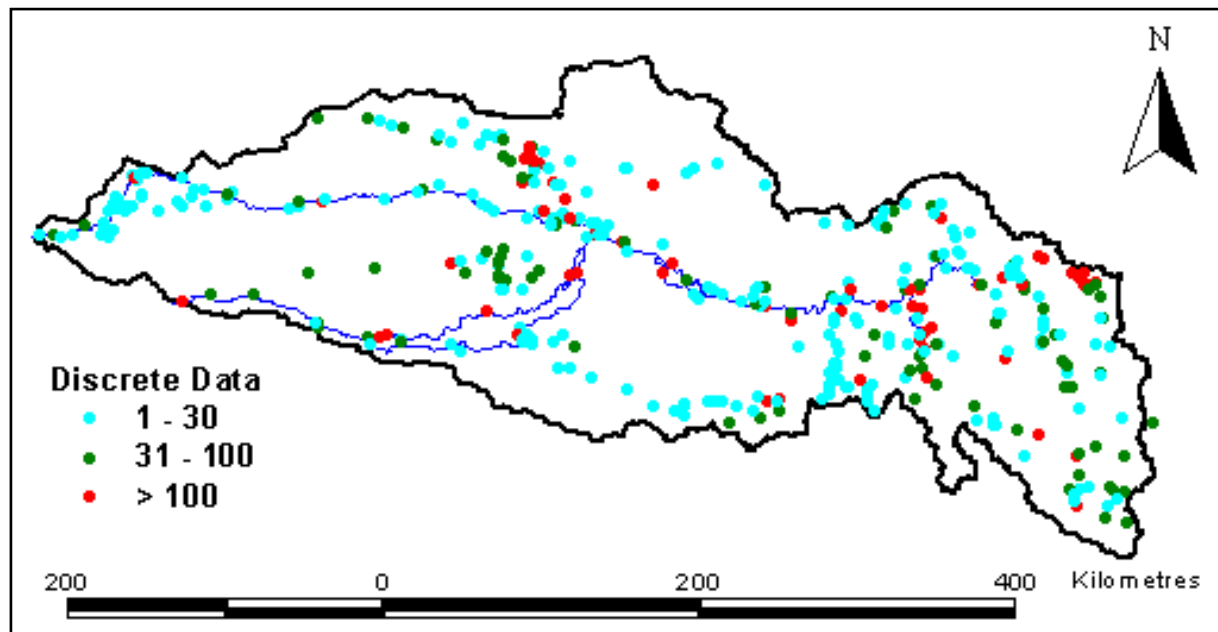 N
Discrete Data
1 - 30
31 - 100
> 100
200 0 200 400 Kilometres